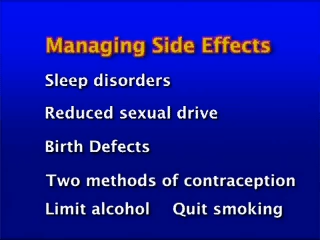 Managing Side Effects
Sleep disorders
Reduced sexual drive
Birth Defects
Two methods of contraception
Limit alcohol    Quit smoking